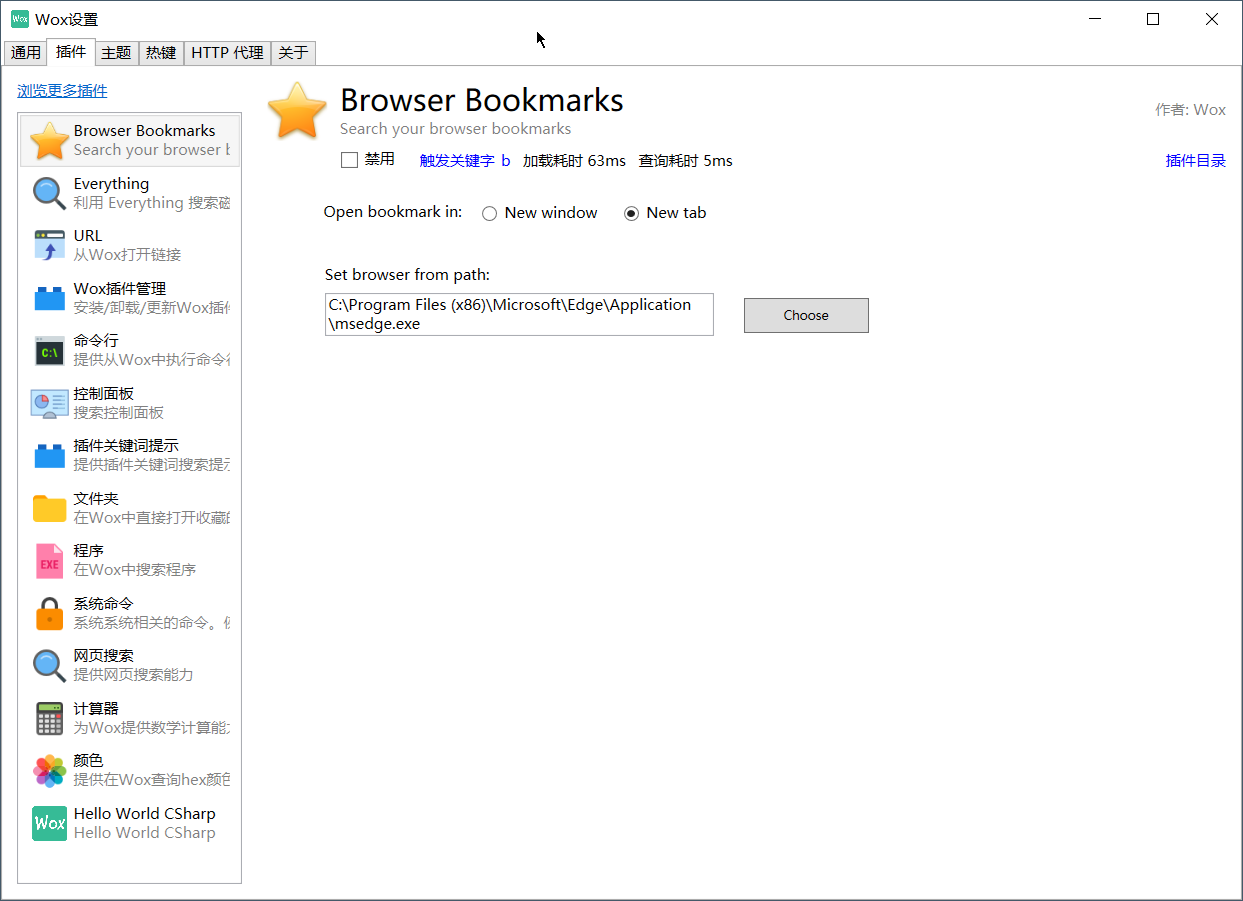 Wox Wox设置
通用 插件 主题 热键 HTTP 代理 关于
浏览更多插件
Browser Bookmarks
Search your browser b
Everything
利用 Everything 搜索磁
URL
从Wox打开链接
Wox插件管理
安装/卸载/更新Wox插件
命令行
提供从Wox中执行命令行
控制面板
搜索控制面板
插件关键词提示
提供插件关键词搜索提示
文件夹
在Wox中直接打开收藏的
EXE
程序
在Wox中搜索程序
系统命令
系统系统相关的命令。例
网页搜索
提供网页搜索能力
计算器
为Wox提供数学计算能力
颜色
提供在Wox查询hex颜色
Wox
Hello World CSharp
Hello World CSharp
Browser Bookmarks
Search your browser bookmarks
作者: Wox
禁用 触发关键字 b 加载耗时 63ms 查询耗时 5ms 插件目录
Open bookmark in: New window New tab
Set browser from path:
C:\Program Files (x86)\Microsoft\Edge\Application
\msedge.exe
Choose
C:\